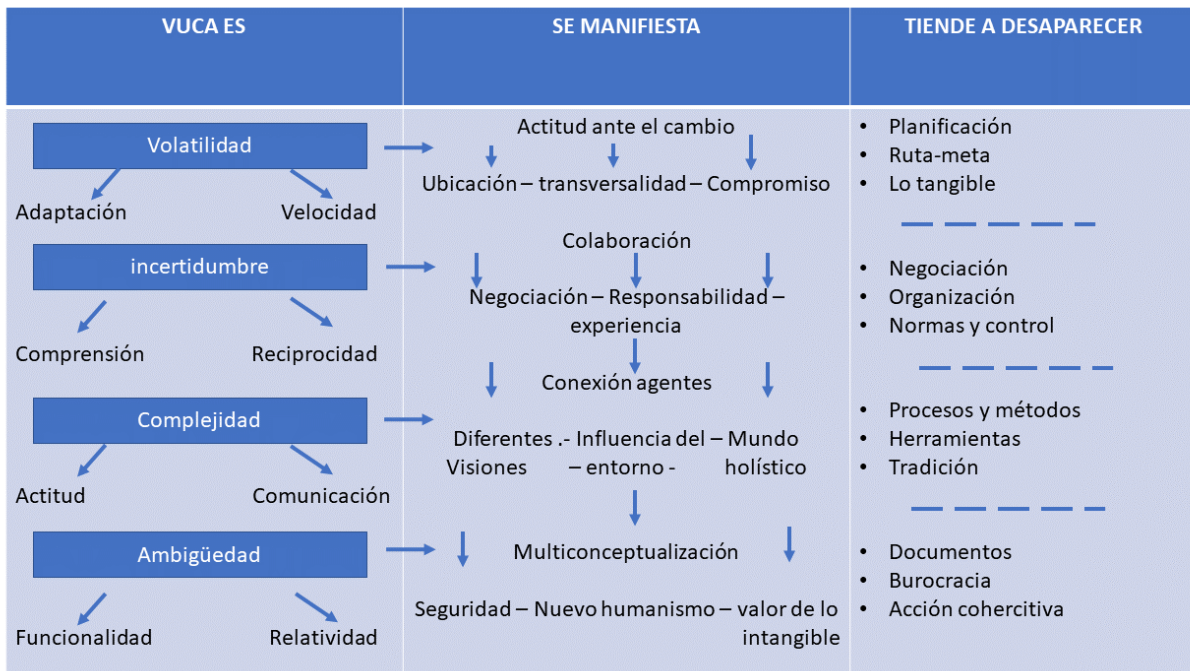 VUCA ES
SE MANIFIESTA
TIENDE A DESAPARECER
Volatilidad
Adaptación
Velocidad
Actitud ante el cambio
Ubicación – transversalidad – Compromiso
• Planificación
• Ruta-meta
• Lo tangible
incertidumbre
Comprensión
Reciprocidad
Colaboración
Negociación – Responsabilidad –
experiencia
• Negociación
• Organización
• Normas y control
Complejidad
Actitud
Comunicación
Conexión agentes
Diferentes .- Influencia del – Mundo
Visiones – entorno - holístico
• Procesos y métodos
• Herramientas
• Tradición
Ambigüedad
Funcionalidad
Relatividad
Multiconceptualización
Seguridad – Nuevo humanismo – valor de lo
intangible
• Documentos
• Burocracia
• Acción cohercitiva